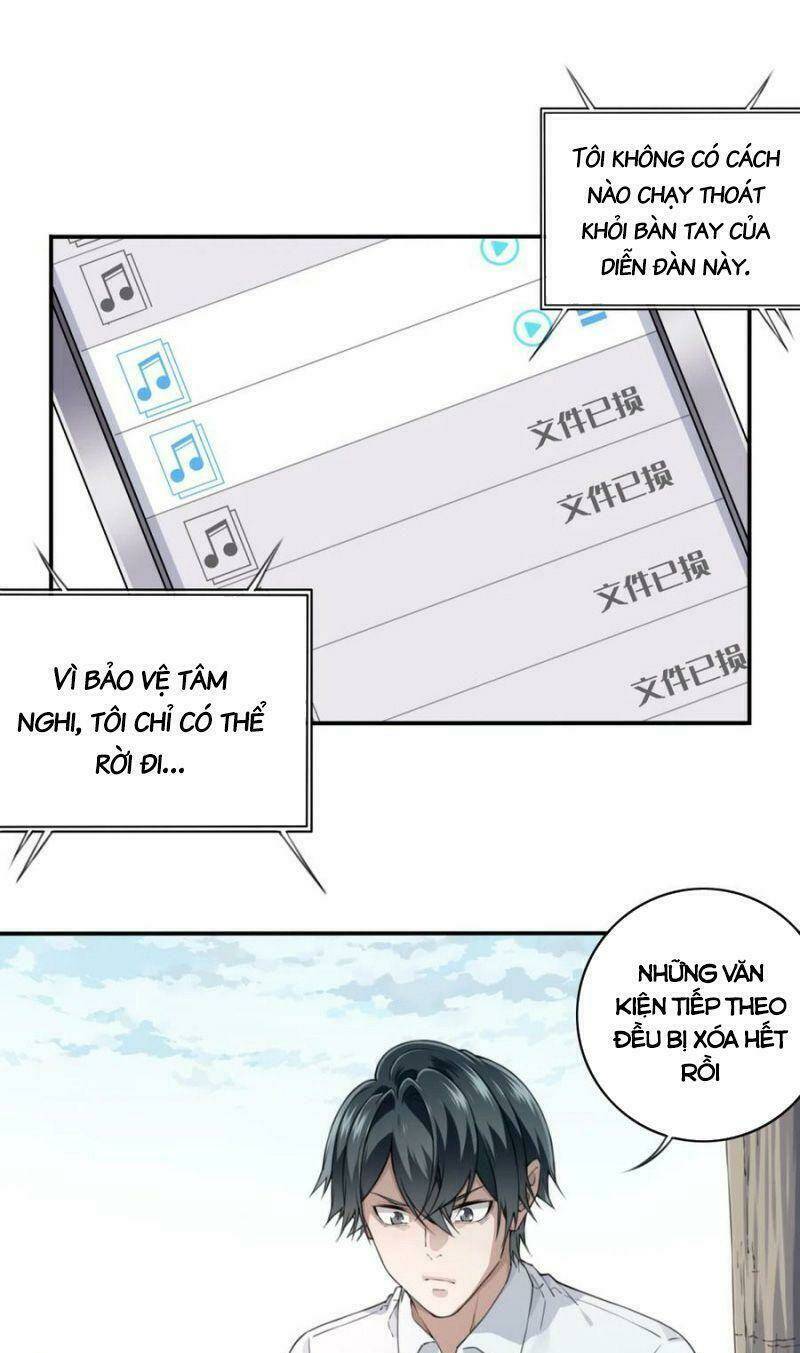 TÔI KHÔNG CÓ CÁCH
NÀO CHẠY THOÁT
KHỎI BÀN TAY CỦA
DIỄN ĐÀN NÀY.
文件已损
文件已损
文件已损
文件已损
VÌ BẢO VỆ TÂM
NGHI, TÔI CHỈ CÓ THỂ
RỜI ĐI...
NHỮNG VĂN
KIỆN TIẾP THEO
ĐỀU BỊ XÓA HẾT
RỒI